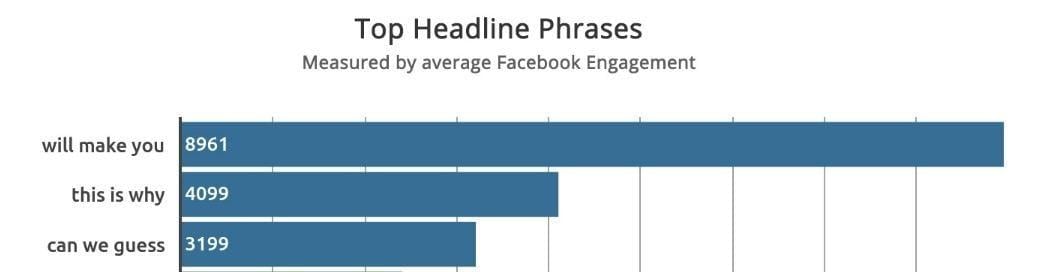 Top Headline Phrases
Measured by average Facebook Engagement
will make you 8961
this is why 4099
can we guess 3199